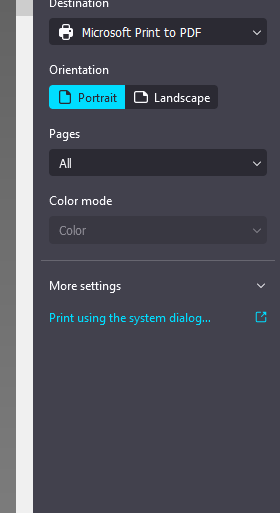 Destination
Microsoft Print to PDF
Orientation
Portrait Landscape
Pages
All
Color mode
Color
More settings
Print using the system dialog...